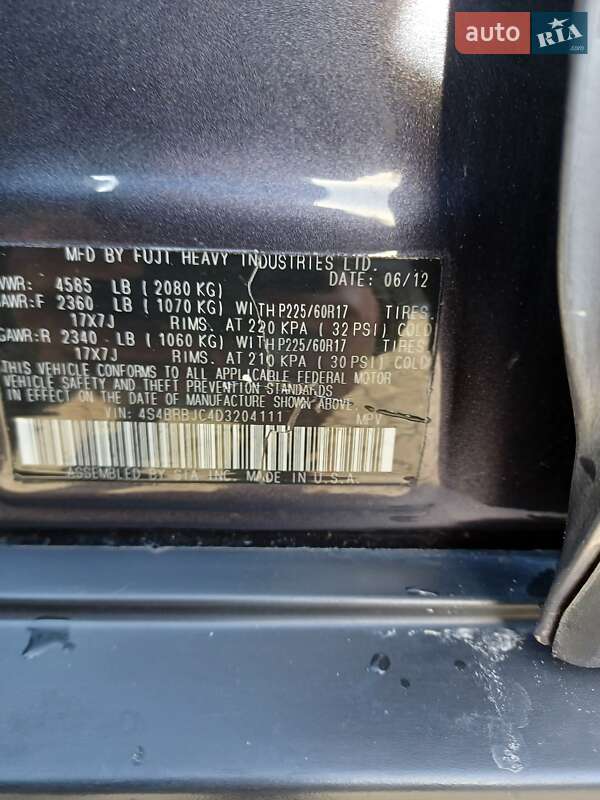 auto RIA .com
MFD BY FUJI HEAVY INDUSTRIES LTD.
VWR: 4585 LB (2080 KG) DATE: 06/12
AWR:F 2360 LB (1070 KG) WITH P225/60R17 TIRES
17X7J RIMS. AT 220 KPA (32 PSI) COLD
GAWR:R 2340 LB (1060 KG) WITH P225/60R17 TIRES
17X7J RIMS. AT 210 KPA (30 PSI) COLD
THIS VEHICLE CONFORMS TO ALL APPLICABLE FEDERAL MOTOR
VEHICLE SAFETY AND THEFT PREVENTION STANDARDS
IN EFFECT ON THE DATE OF MANUFACTURE SHOWN ABOVE.
VIN: 4S4BRBJC4D3204111 MPV
ASSEMBLED BY SIA INC. MADE IN U.S.A.